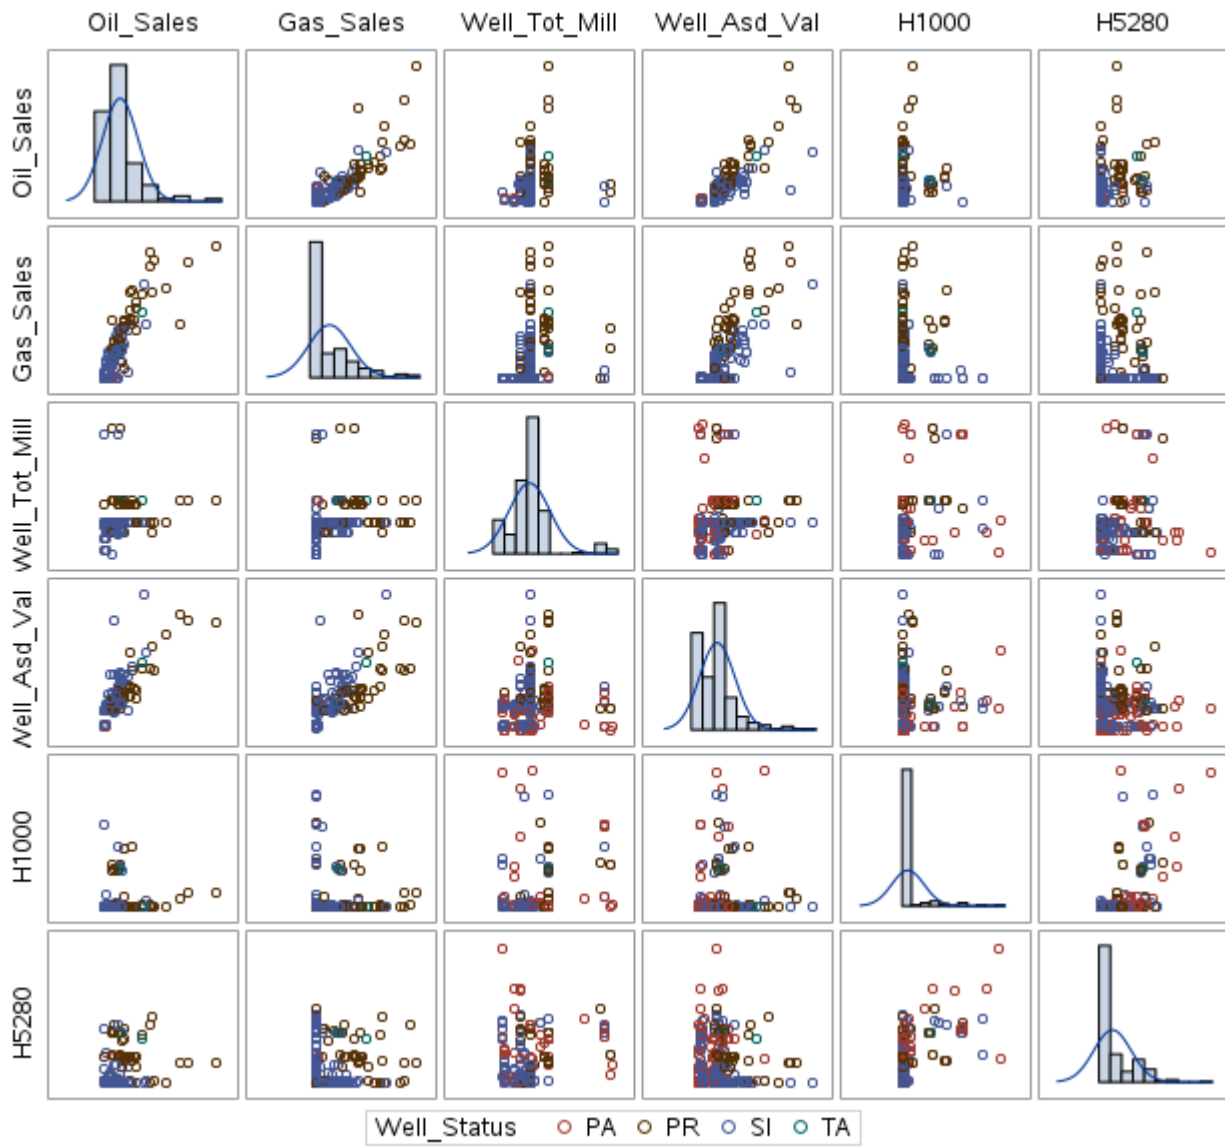 Oil_Sales Gas_Sales Well_Tot_Mill Well_Asd_Val H1000 H5280
Oil_Sales
Gas_Sales
Well_Tot_Mill
Well_Asd_Val
H1000
H5280
Well_Status PA PR SI TA